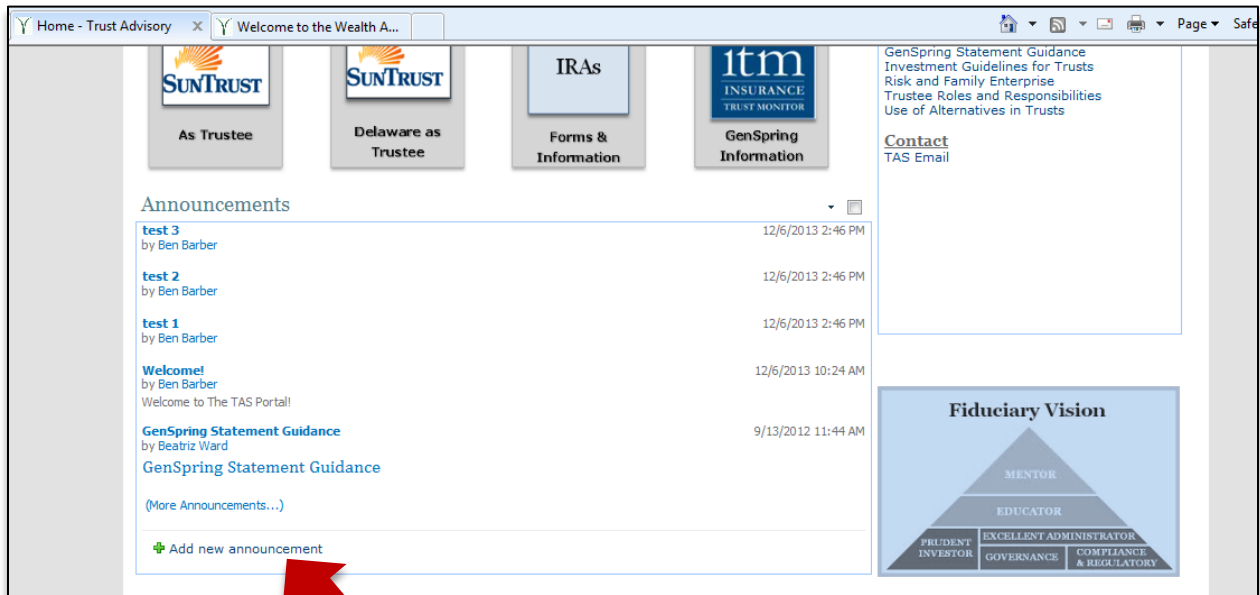 Home - Trust Advisory
X
Welcome to the Wealth A...
Page
Safe
SUNTRUST
As Trustee
SUNTRUST
Delaware as
Trustee
IRAs
Forms &
Information
itm
INSURANCE
TRUST MONITOR
GenSpring
Information
GenSpring Statement Guidance
Investment Guidelines for Trusts
Risk and Family Enterprise
Trustee Roles and Responsibilities
Use of Alternatives in Trusts
Contact
TAS Email
Announcements
test 3 12/6/2013 2:46 PM
by Ben Barber
test 2 12/6/2013 2:46 PM
by Ben Barber
test 1 12/6/2013 2:46 PM
by Ben Barber
Welcome! 12/6/2013 10:24 AM
by Ben Barber
Welcome to The TAS Portal!
GenSpring Statement Guidance 9/13/2012 11:44 AM
by Beatriz Ward
GenSpring Statement Guidance
(More Announcements...)
Add new announcement
Fiduciary Vision
MENTOR
EDUCATOR
PRUDENT
INVESTOR
EXCELLENT ADMINISTRATOR
GOVERNANCE
COMPLIANCE
& REGULATORY